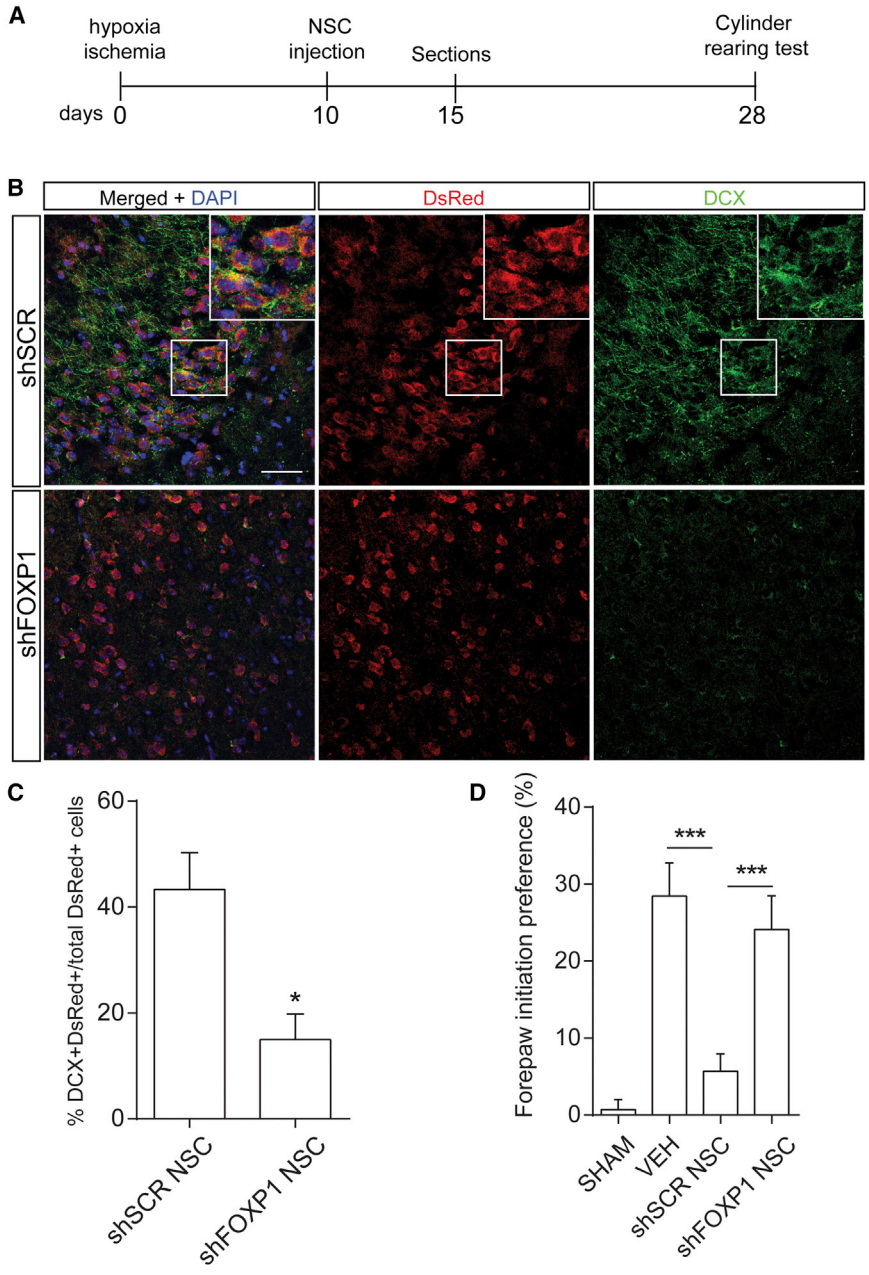 A
hypoxia
ischemia
NSC
injection
Sections
Cylinder
rearing test
days 0 10 15 28
B
Merged + DAPI
DsRed
DCX
shSCR
shFOXP1
C
% DCX+DsRed+/total DsRed+ cells
60
40
20
0
*
shSCR NSC
shFOXP1 NSC
D
Forepaw initiation preference (%)
40
30
20
10
0
***
***
SHAM
VEH
shSCR NSC
shFOXP1 NSC